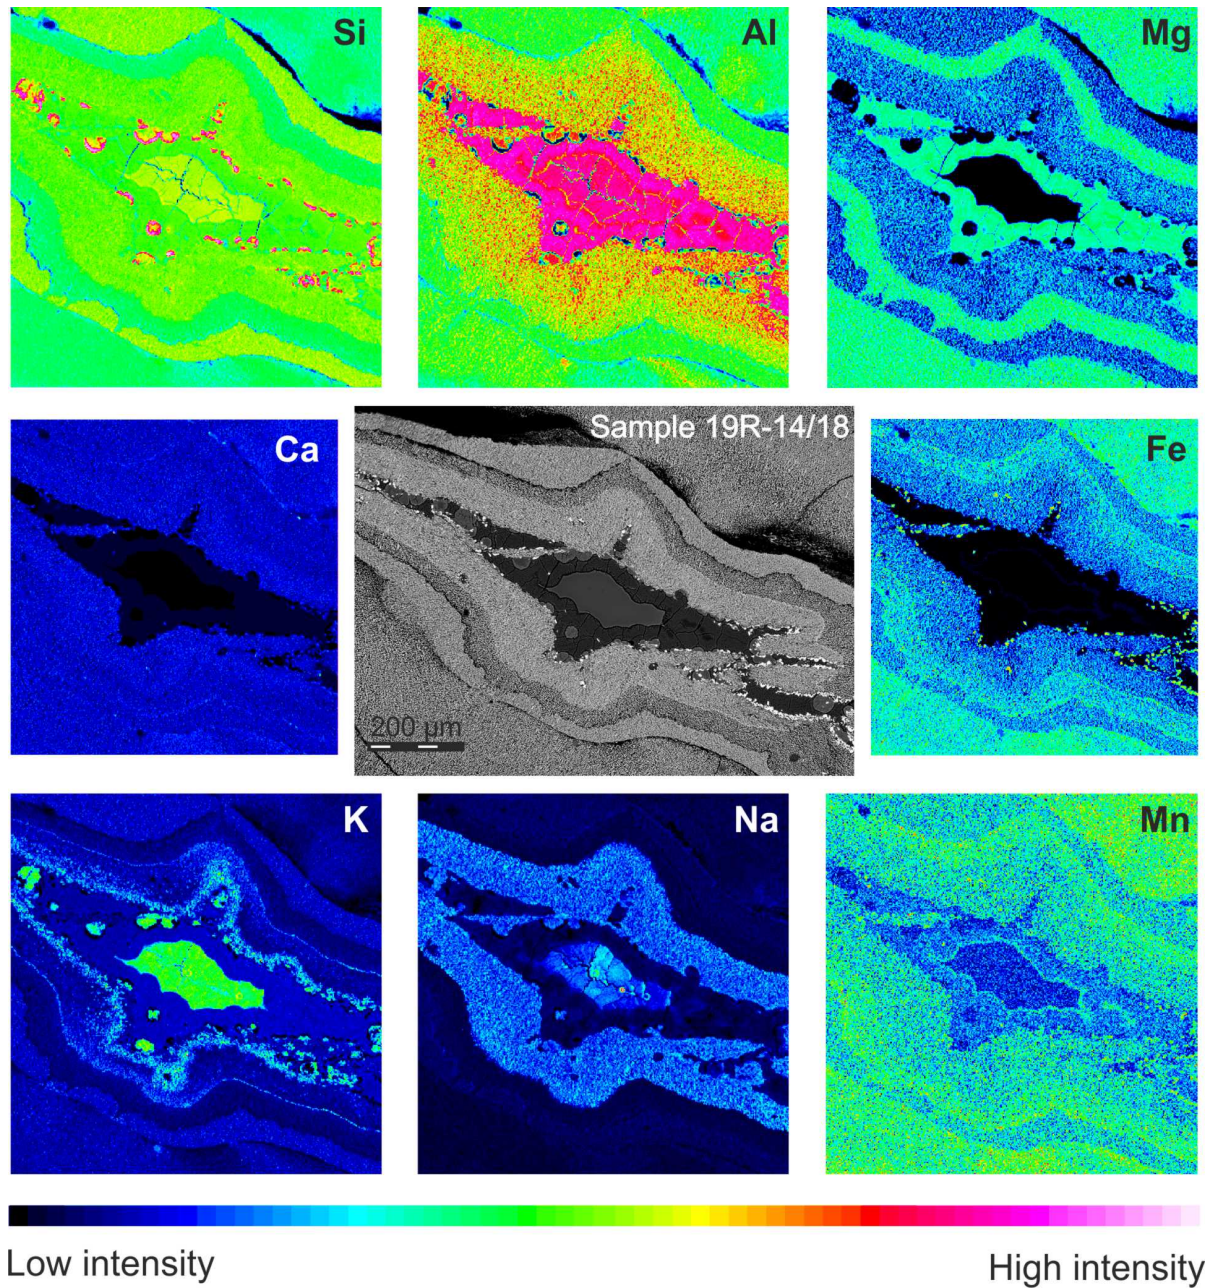 Si
Al
Mg
Ca
Sample 19R-14/18
Fe
200 µm
K
Na
Mn
Low intensity
High intensity